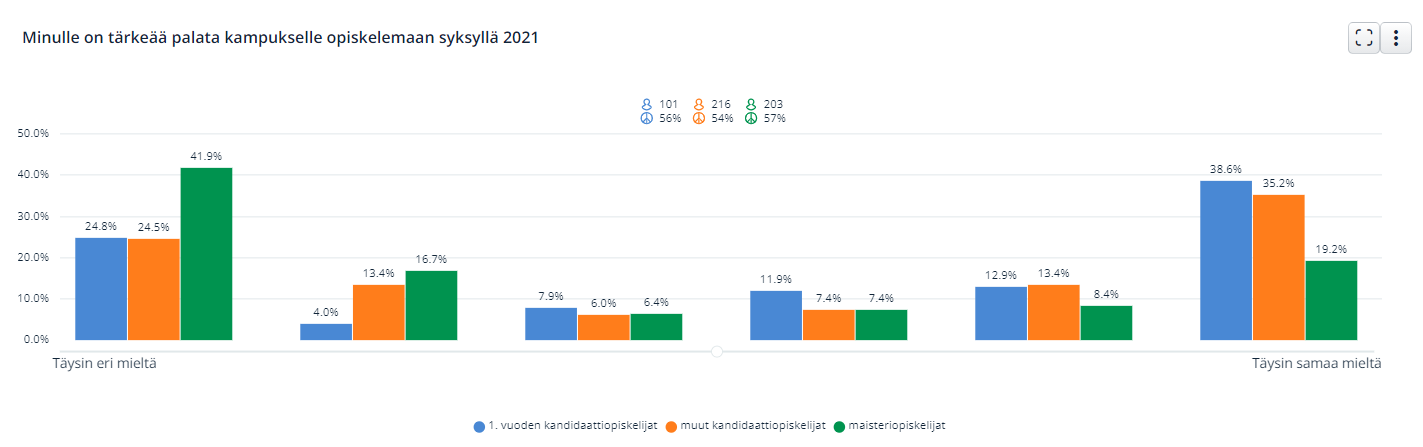 Minulle on tärkeää palata kampukselle opiskelemaan syksyllä 2021
101 216 203
56% 54% 57%
50.0%
40.0%
30.0%
20.0%
10.0%
0.0%
24.8% 24.5% 41.9%
4.0% 13.4% 16.7%
7.9% 6.0% 6.4%
11.9% 7.4% 7.4%
12.9% 13.4% 8.4%
38.6% 35.2% 19.2%
Täysin eri mieltä Täysin samaa mieltä
1. vuoden kandidaattiopiskelijat muut kandidaattiopiskelijat maisteriopiskelijat